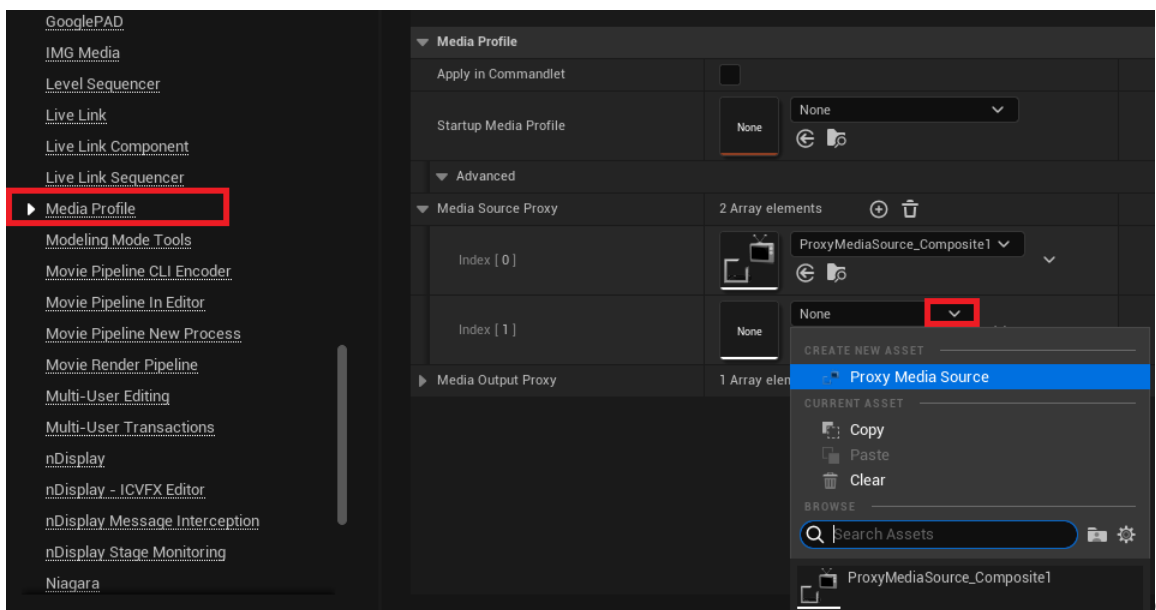 GooglePAD
IMG Media
Level Sequencer
Live Link
Live Link Component
Live Link Sequencer
Media Profile
Modeling Mode Tools
Movie Pipeline CLI Encoder
Movie Pipeline In Editor
Movie Pipeline New Process
Movie Render Pipeline
Multi-User Editing
Multi-User Transactions
nDisplay
nDisplay - ICVFX Editor
nDisplay Message Interception
nDisplay Stage Monitoring
Niagara
Media Profile
Apply in Commandlet
Startup Media Profile
None
None
Advanced
Media Source Proxy
2 Array elements
Index [ 0 ]
ProxyMediaSource_Composite1
Index [ 1 ]
None
None
Media Output Proxy
1 Array elen
CREATE NEW ASSET
Proxy Media Source
CURRENT ASSET
Copy
Paste
Clear
BROWSE
Search Assets
ProxyMediaSource_Composite1